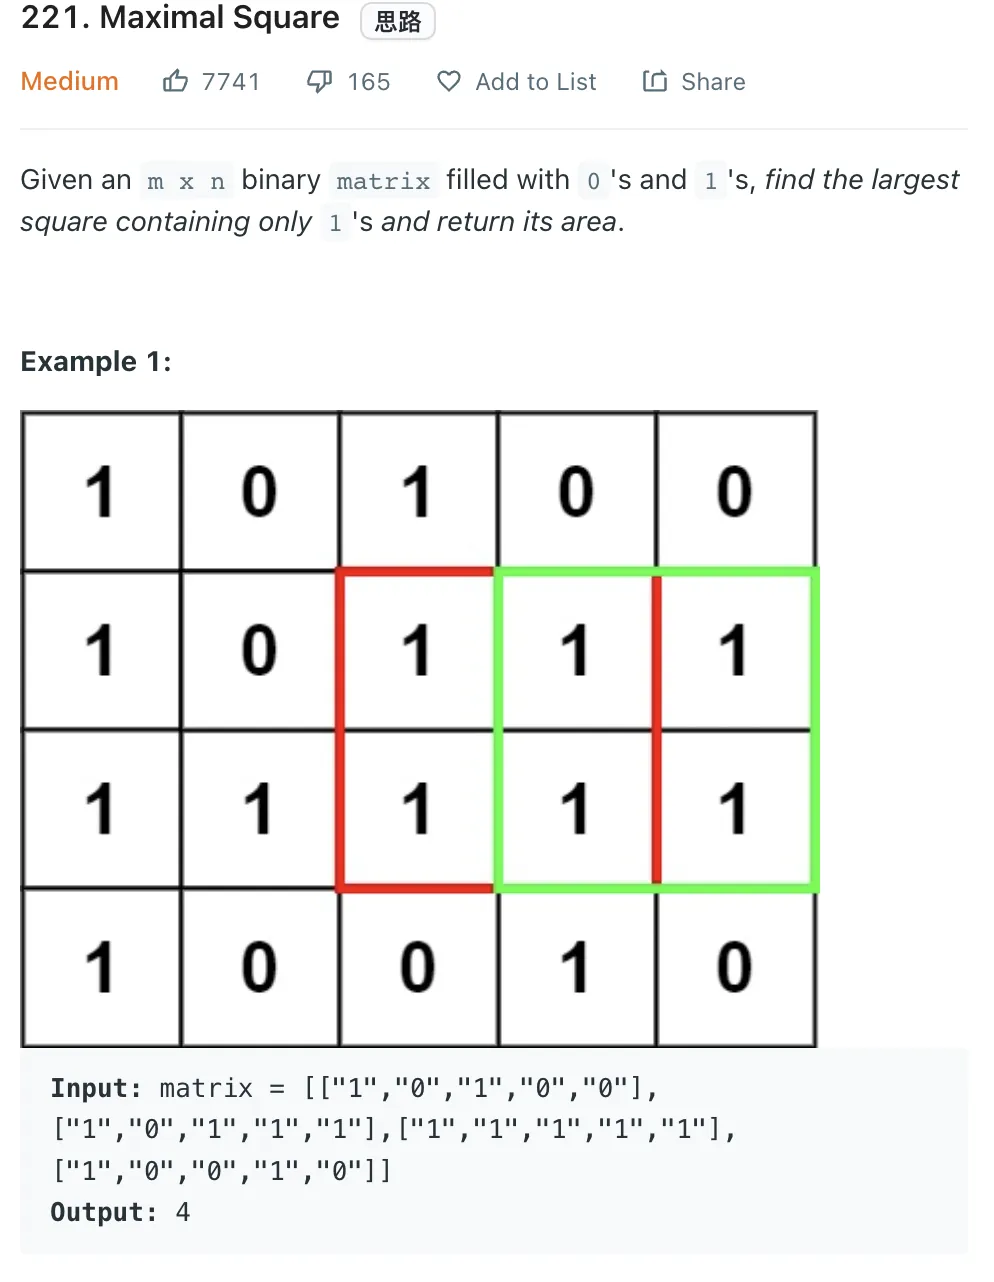 221. Maximal Square 思路
Medium 7741 165 Add to List Share
Given an m x n binary matrix filled with 0 's and 1 's, find the largest
square containing only 1 's and return its area.
Example 1:
1 0 1 0 0
1 0 1 1 1
1 1 1 1 1
1 0 0 1 0
Input: matrix = [["1","0","1","0","0"],
["1","0","1","1","1"],["1","1","1","1","1"],
["1","0","0","1","0"]]
Output: 4